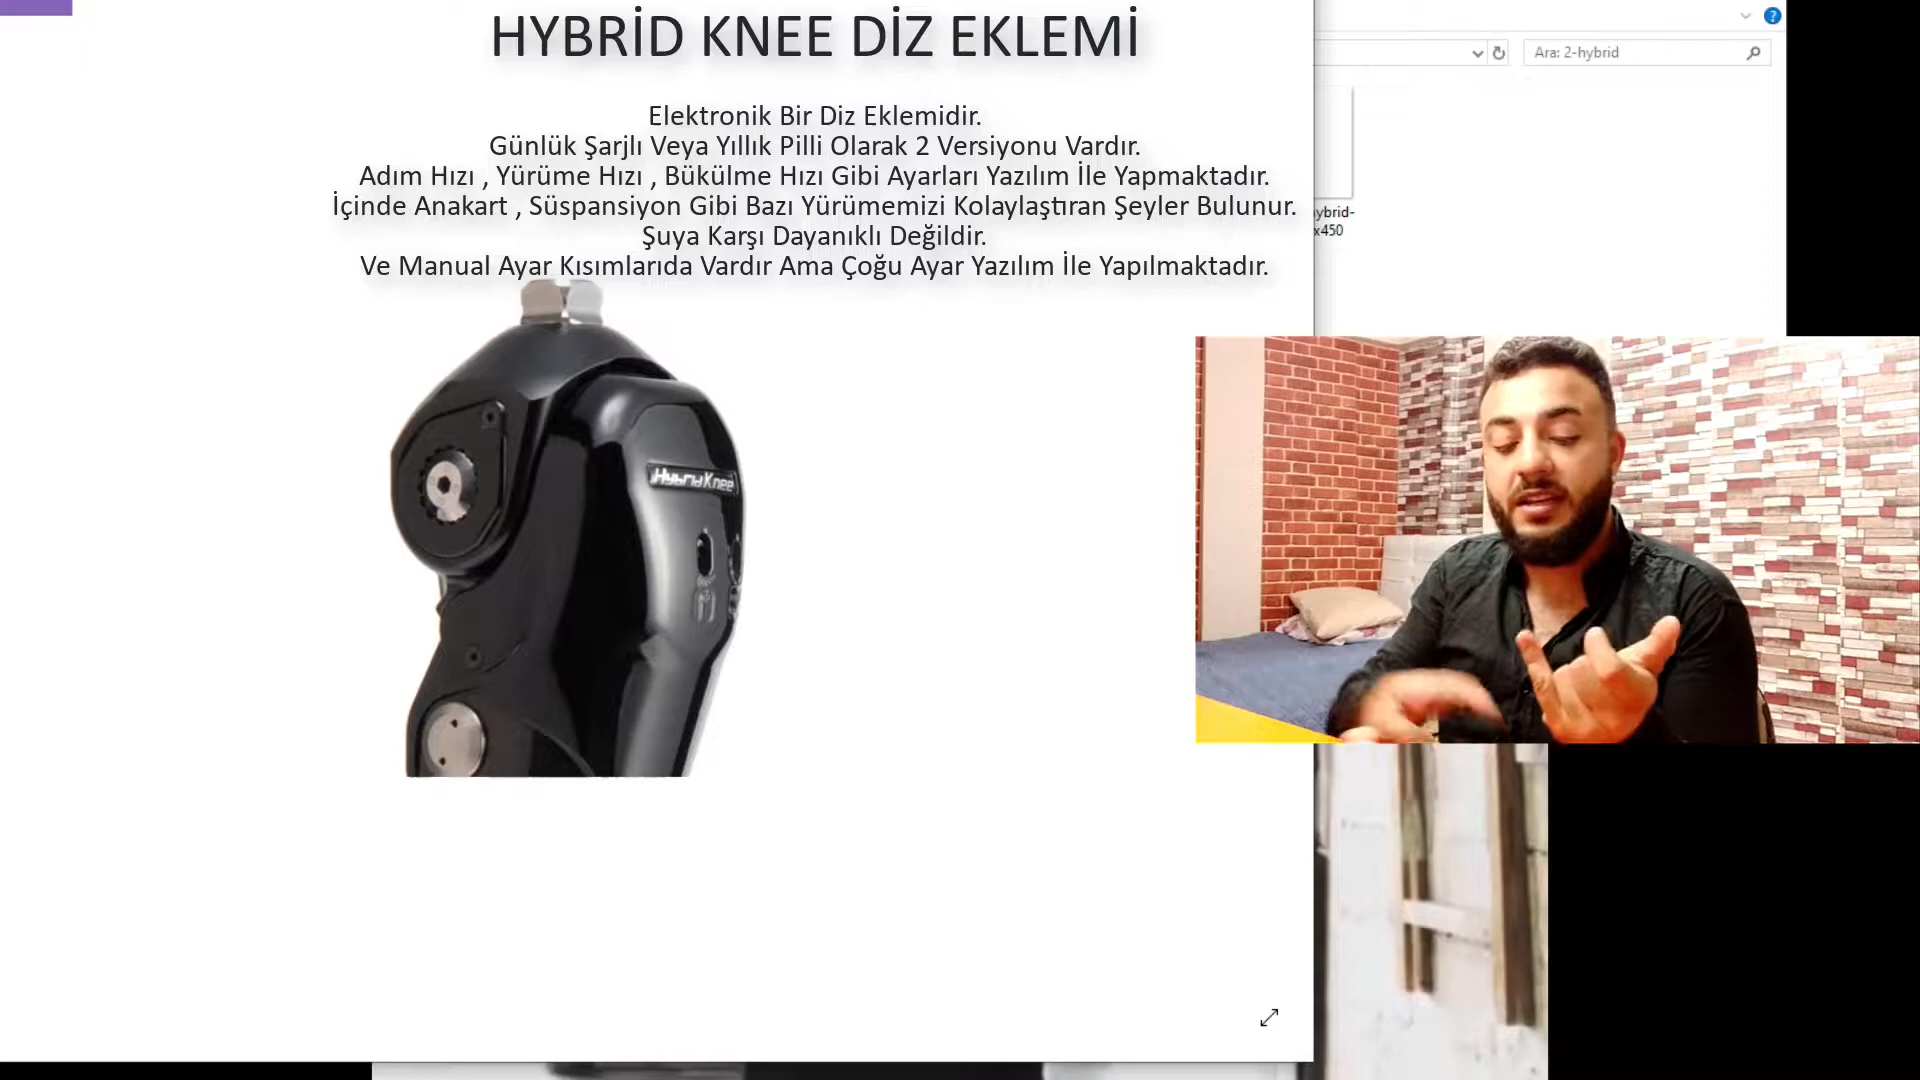 HYBRİD KNEE DİZ EKLEMİ
Elektronik Bir Diz Eklemidir.
Günlük Şarjlı Veya Yıllık Pilli Olarak 2 Versiyonu Vardır.
Adım Hızı , Yürüme Hızı , Bükülme Hızı Gibi Ayarları Yazılım İle Yapmaktadır.
İçinde Anakart , Süspansiyon Gibi Bazı Yürümemizi Kolaylaştıran Şeyler Bulunur.
Şuya Karşı Dayanıklı Değildir.
Ve Manual Ayar Kısımlarıda Vardır Ama Çoğu Ayar Yazılım İle Yapılmaktadır.
?
Ara: 2-hybrid
ybrid-
x450
Hybrid Knee